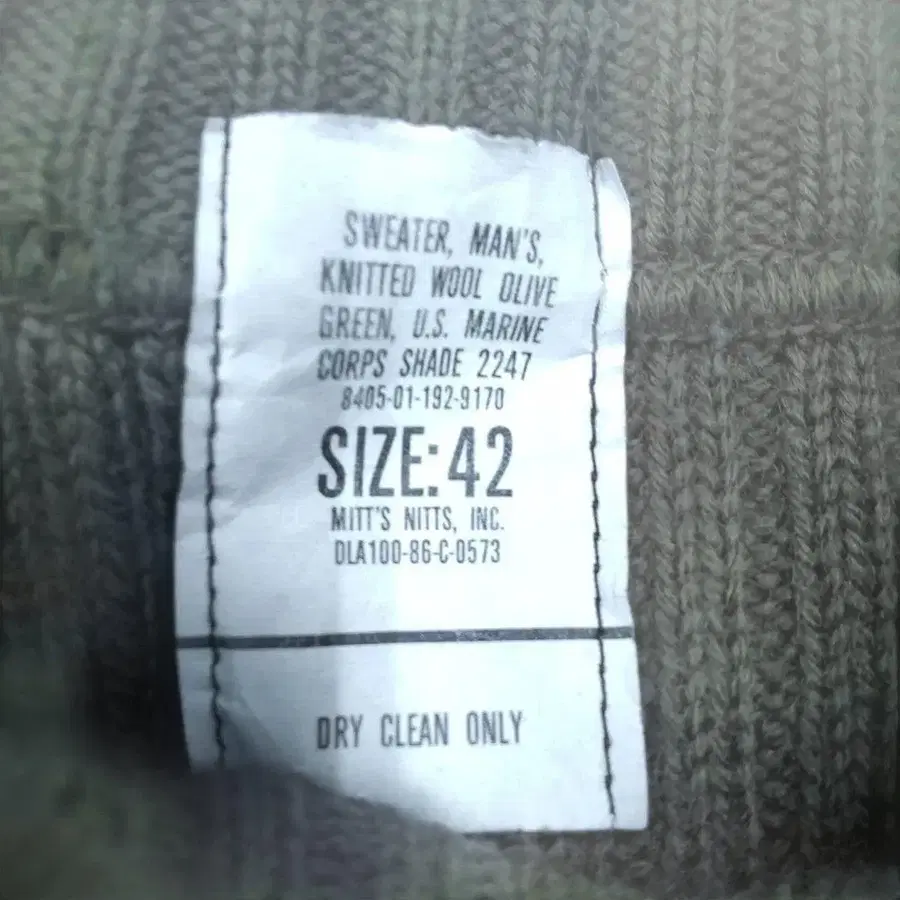 SWEATER, MAN'S,
KNITTED WOOL OLIVE
GREEN, U.S. MARINE
CORPS SHADE 2247
8405-01-192-9170
SIZE: 42
MITT'S NITTS, INC.
DLA100-86-C-0573
DRY CLEAN ONLY